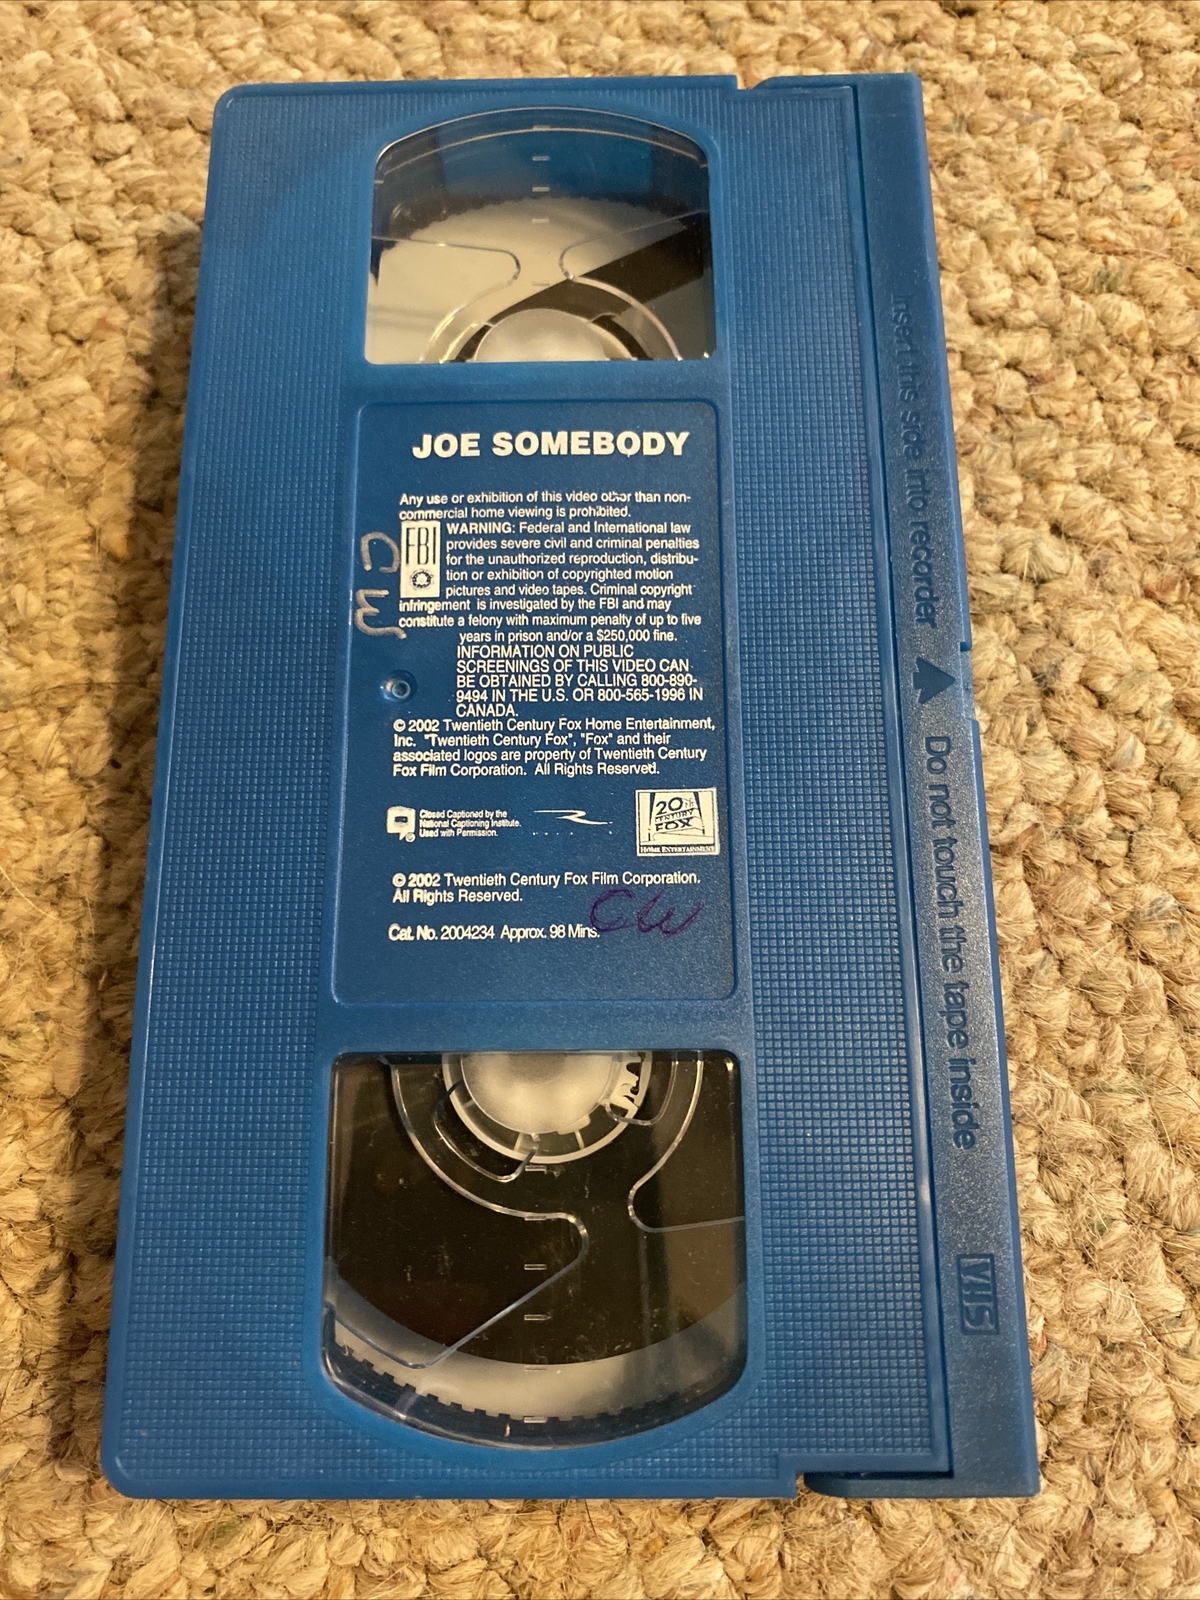 JOE SOMEBODY
Any use or exhibition of this video other than non-
commercial home viewing is prohibited.
FBI
WARNING: Federal and International law
provides severe civil and criminal penalties
for the unauthorized reproduction, distribu-
tion or exhibition of copyrighted motion
pictures and video tapes. Criminal copyright
infringement is investigated by the FBI and may
constitute a felony with maximum penalty of up to five
years in prison and/or a $250,000 fine.
INFORMATION ON PUBLIC
SCREENINGS OF THIS VIDEO CAN
BE OBTAINED BY CALLING 800-890-
9494 IN THE U.S. OR 800-565-1996 IN
CANADA.
© 2002 Twentieth Century Fox Home Entertainment,
Inc. "Twentieth Century Fox", "Fox" and their
associated logos are property of Twentieth Century
Fox Film Corporation. All Rights Reserved.
Closed Captioned by the
National Captioning Institute.
Used with Permission.
20TH
CENTURY
FOX
HOME ENTERTAINMENT
© 2002 Twentieth Century Fox Film Corporation.
All Rights Reserved.
Cat. No. 2004234 Approx. 98 Mins.
CW
CW
Insert this side into recorder
Do not touch the tape inside
VHS